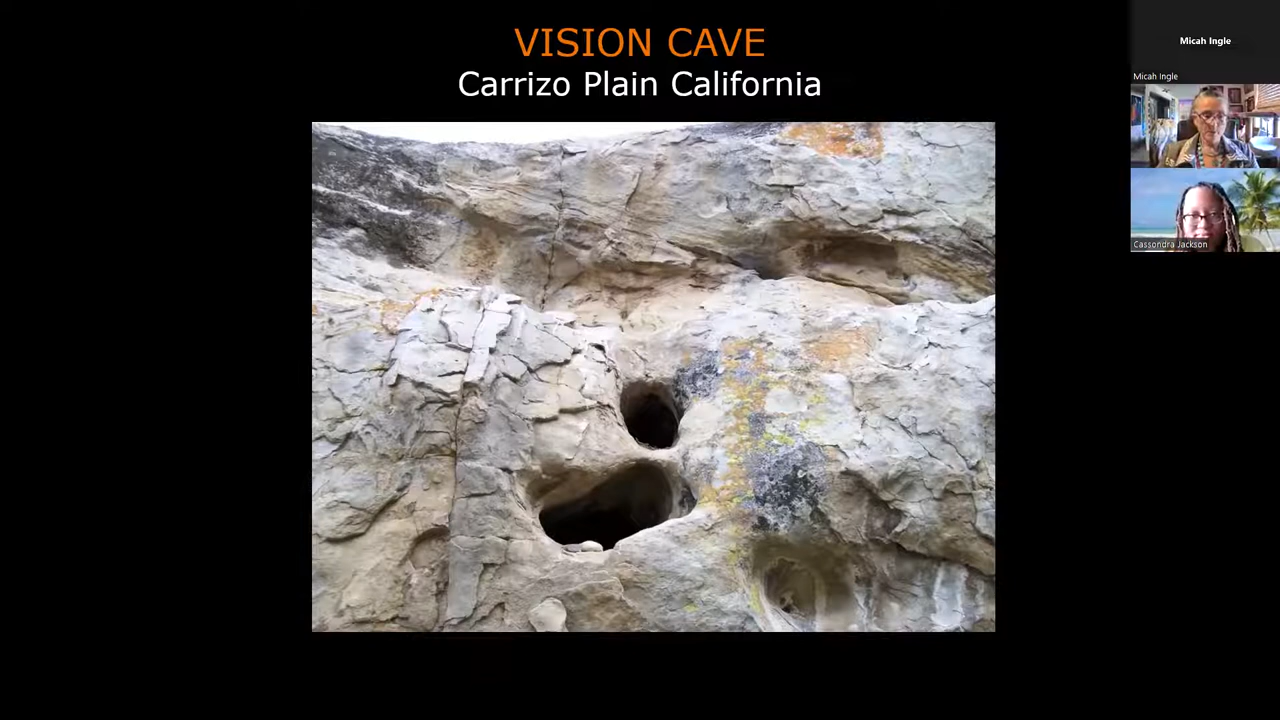 VISION CAVE
Carrizo Plain California
Micah Ingle
Micah Ingle
Cassondra Jackson